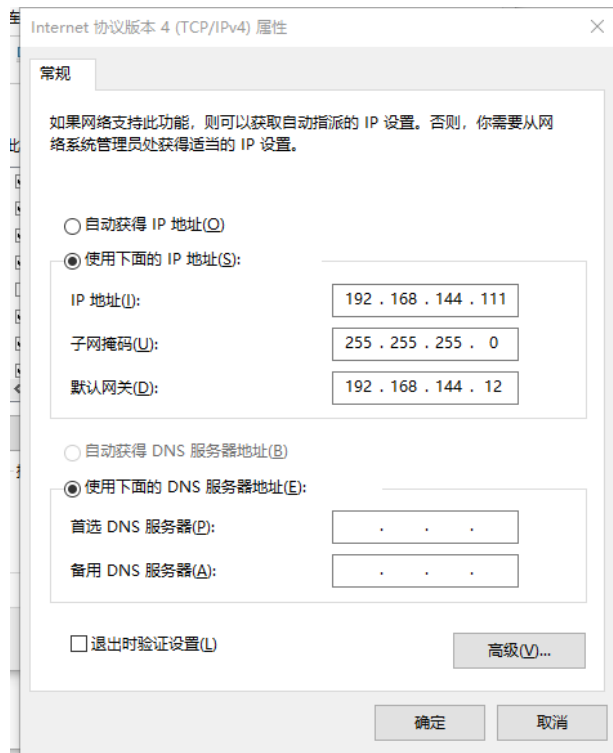 Internet 协议版本 4 (TCP/IPv4) 属性
常规
如果网络支持此功能，则可以获取自动指派的 IP 设置。否则，你需要从网
络系统管理员处获得适当的 IP 设置。
自动获得 IP 地址(O)
使用下面的 IP 地址(S):
IP 地址(I):
192 . 168 . 144 . 111
子网掩码(U):
255 . 255 . 255 . 0
默认网关(D):
192 . 168 . 144 . 12
自动获得 DNS 服务器地址(B)
使用下面的 DNS 服务器地址(E):
首选 DNS 服务器(P):
. . .
备用 DNS 服务器(A):
. . .
退出时验证设置(L)
高级(V)...
确定
取消